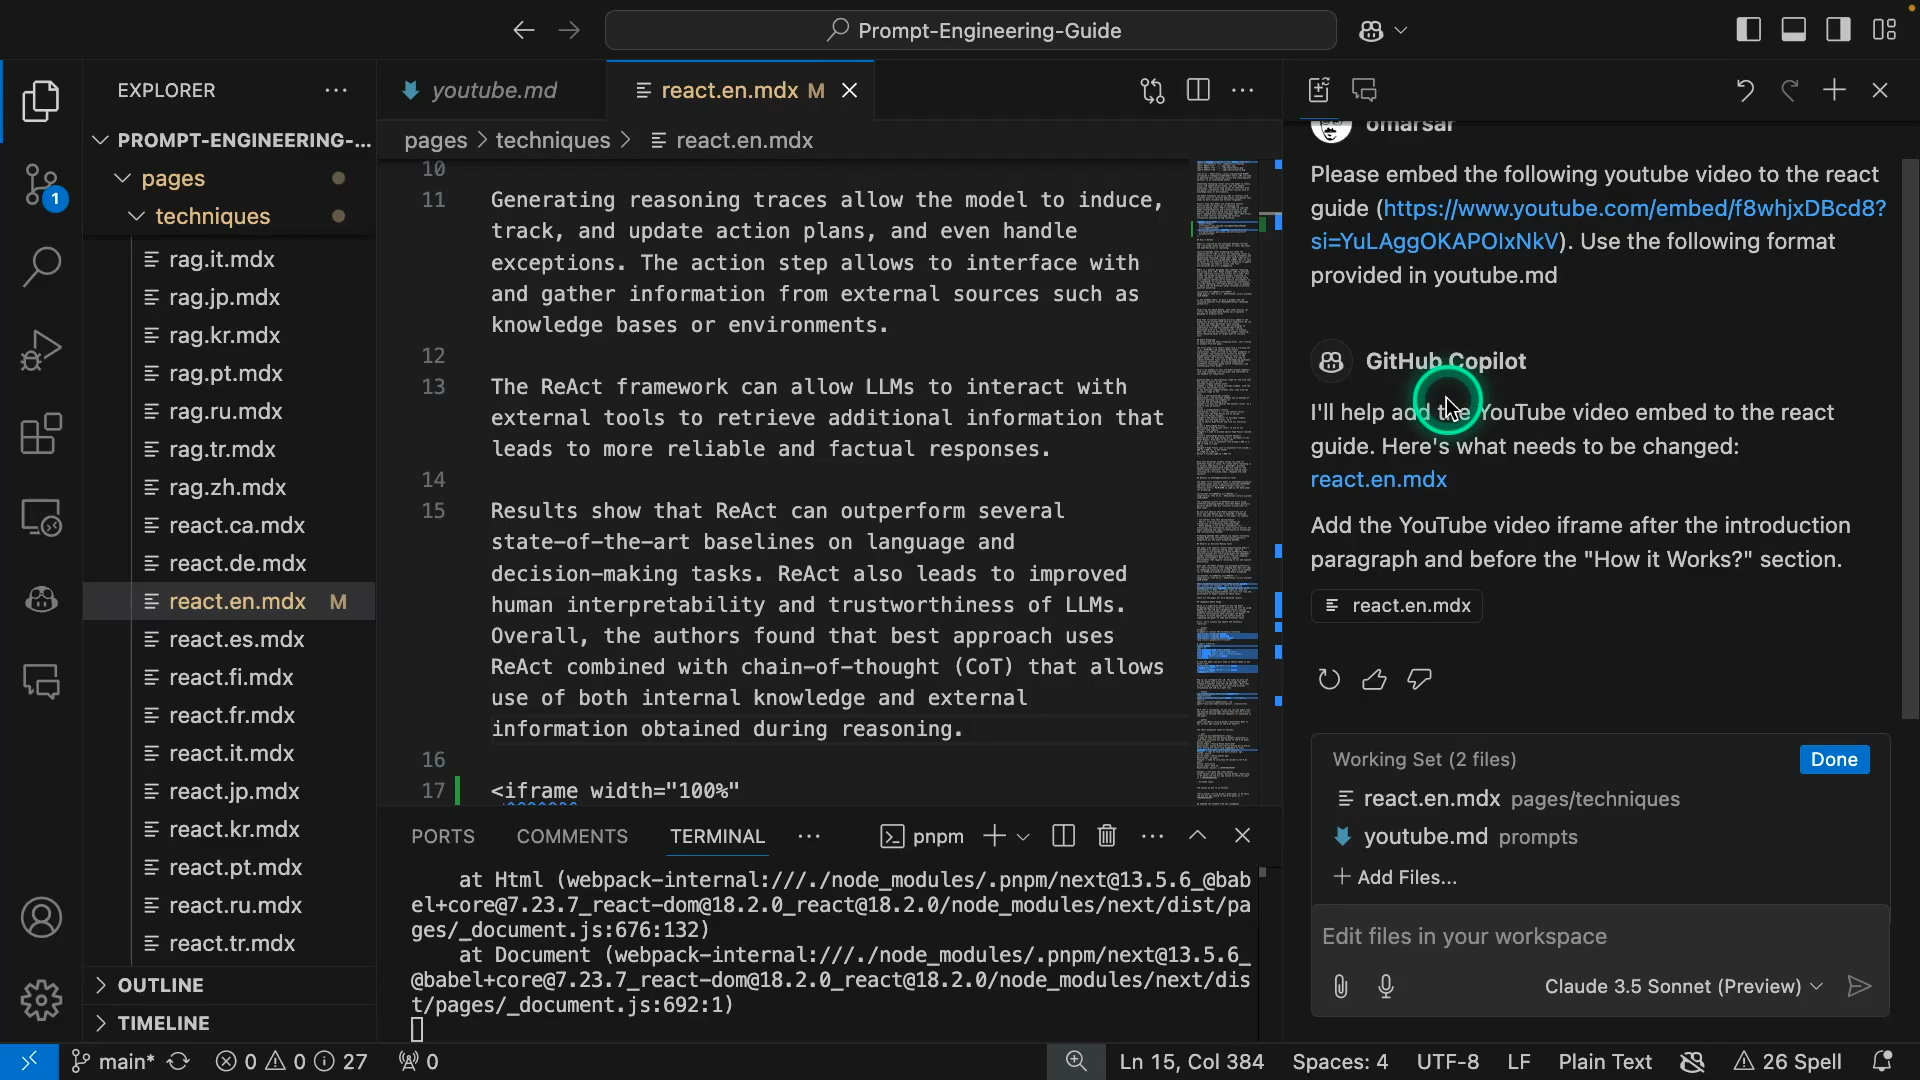 Prompt-Engineering-Guide
EXPLORER
PROMPT-ENGINEERING-...
pages
techniques
rag.it.mdx
rag.jp.mdx
rag.kr.mdx
rag.pt.mdx
rag.ru.mdx
rag.tr.mdx
rag.zh.mdx
react.ca.mdx
react.de.mdx
react.en.mdx M
react.es.mdx
react.fi.mdx
react.fr.mdx
react.it.mdx
react.jp.mdx
react.kr.mdx
react.pt.mdx
react.ru.mdx
react.tr.mdx
OUTLINE
TIMELINE
1
youtube.md
react.en.mdx M
pages > techniques > react.en.mdx
10
11 Generating reasoning traces allow the model to induce,
track, and update action plans, and even handle
exceptions. The action step allows to interface with
and gather information from external sources such as
knowledge bases or environments.
12
13 The ReAct framework can allow LLMs to interact with
external tools to retrieve additional information that
leads to more reliable and factual responses.
14
15 Results show that ReAct can outperform several
state-of-the-art baselines on language and
decision-making tasks. ReAct also leads to improved
human interpretability and trustworthiness of LLMs.
Overall, the authors found that best approach uses
ReAct combined with chain-of-thought (CoT) that allows
use of both internal knowledge and external
information obtained during reasoning.
16
17 <iframe width="100%"
PORTS COMMENTS TERMINAL ··· pnpm
at Html (webpack-internal:///./node_modules/.pnpm/next@13.5.6_@bab
el+core@7.23.7_react-dom@18.2.0_react@18.2.0/node_modules/next/dist/pa
ges/_document.js:676:132)
at Document (webpack-internal:///./node_modules/.pnpm/next@13.5.6_
@babel+core@7.23.7_react-dom@18.2.0_react@18.2.0/node_modules/next/dis
t/pages/_document.js:692:1)
omarsar
Please embed the following youtube video to the react
guide (https://www.youtube.com/embed/f8whjxDBcd8?
si=YuLAggOKAPOIxNkV). Use the following format
provided in youtube.md
GitHub Copilot
I'll help add the YouTube video embed to the react
guide. Here's what needs to be changed:
react.en.mdx
Add the YouTube video iframe after the introduction
paragraph and before the "How it Works?" section.
react.en.mdx
Working Set (2 files) Done
react.en.mdx pages/techniques
youtube.md prompts
+ Add Files...
Edit files in your workspace
Claude 3.5 Sonnet (Preview)
main* 0 0 27 0 Ln 15, Col 384 Spaces: 4 UTF-8 LF Plain Text 26 Spell